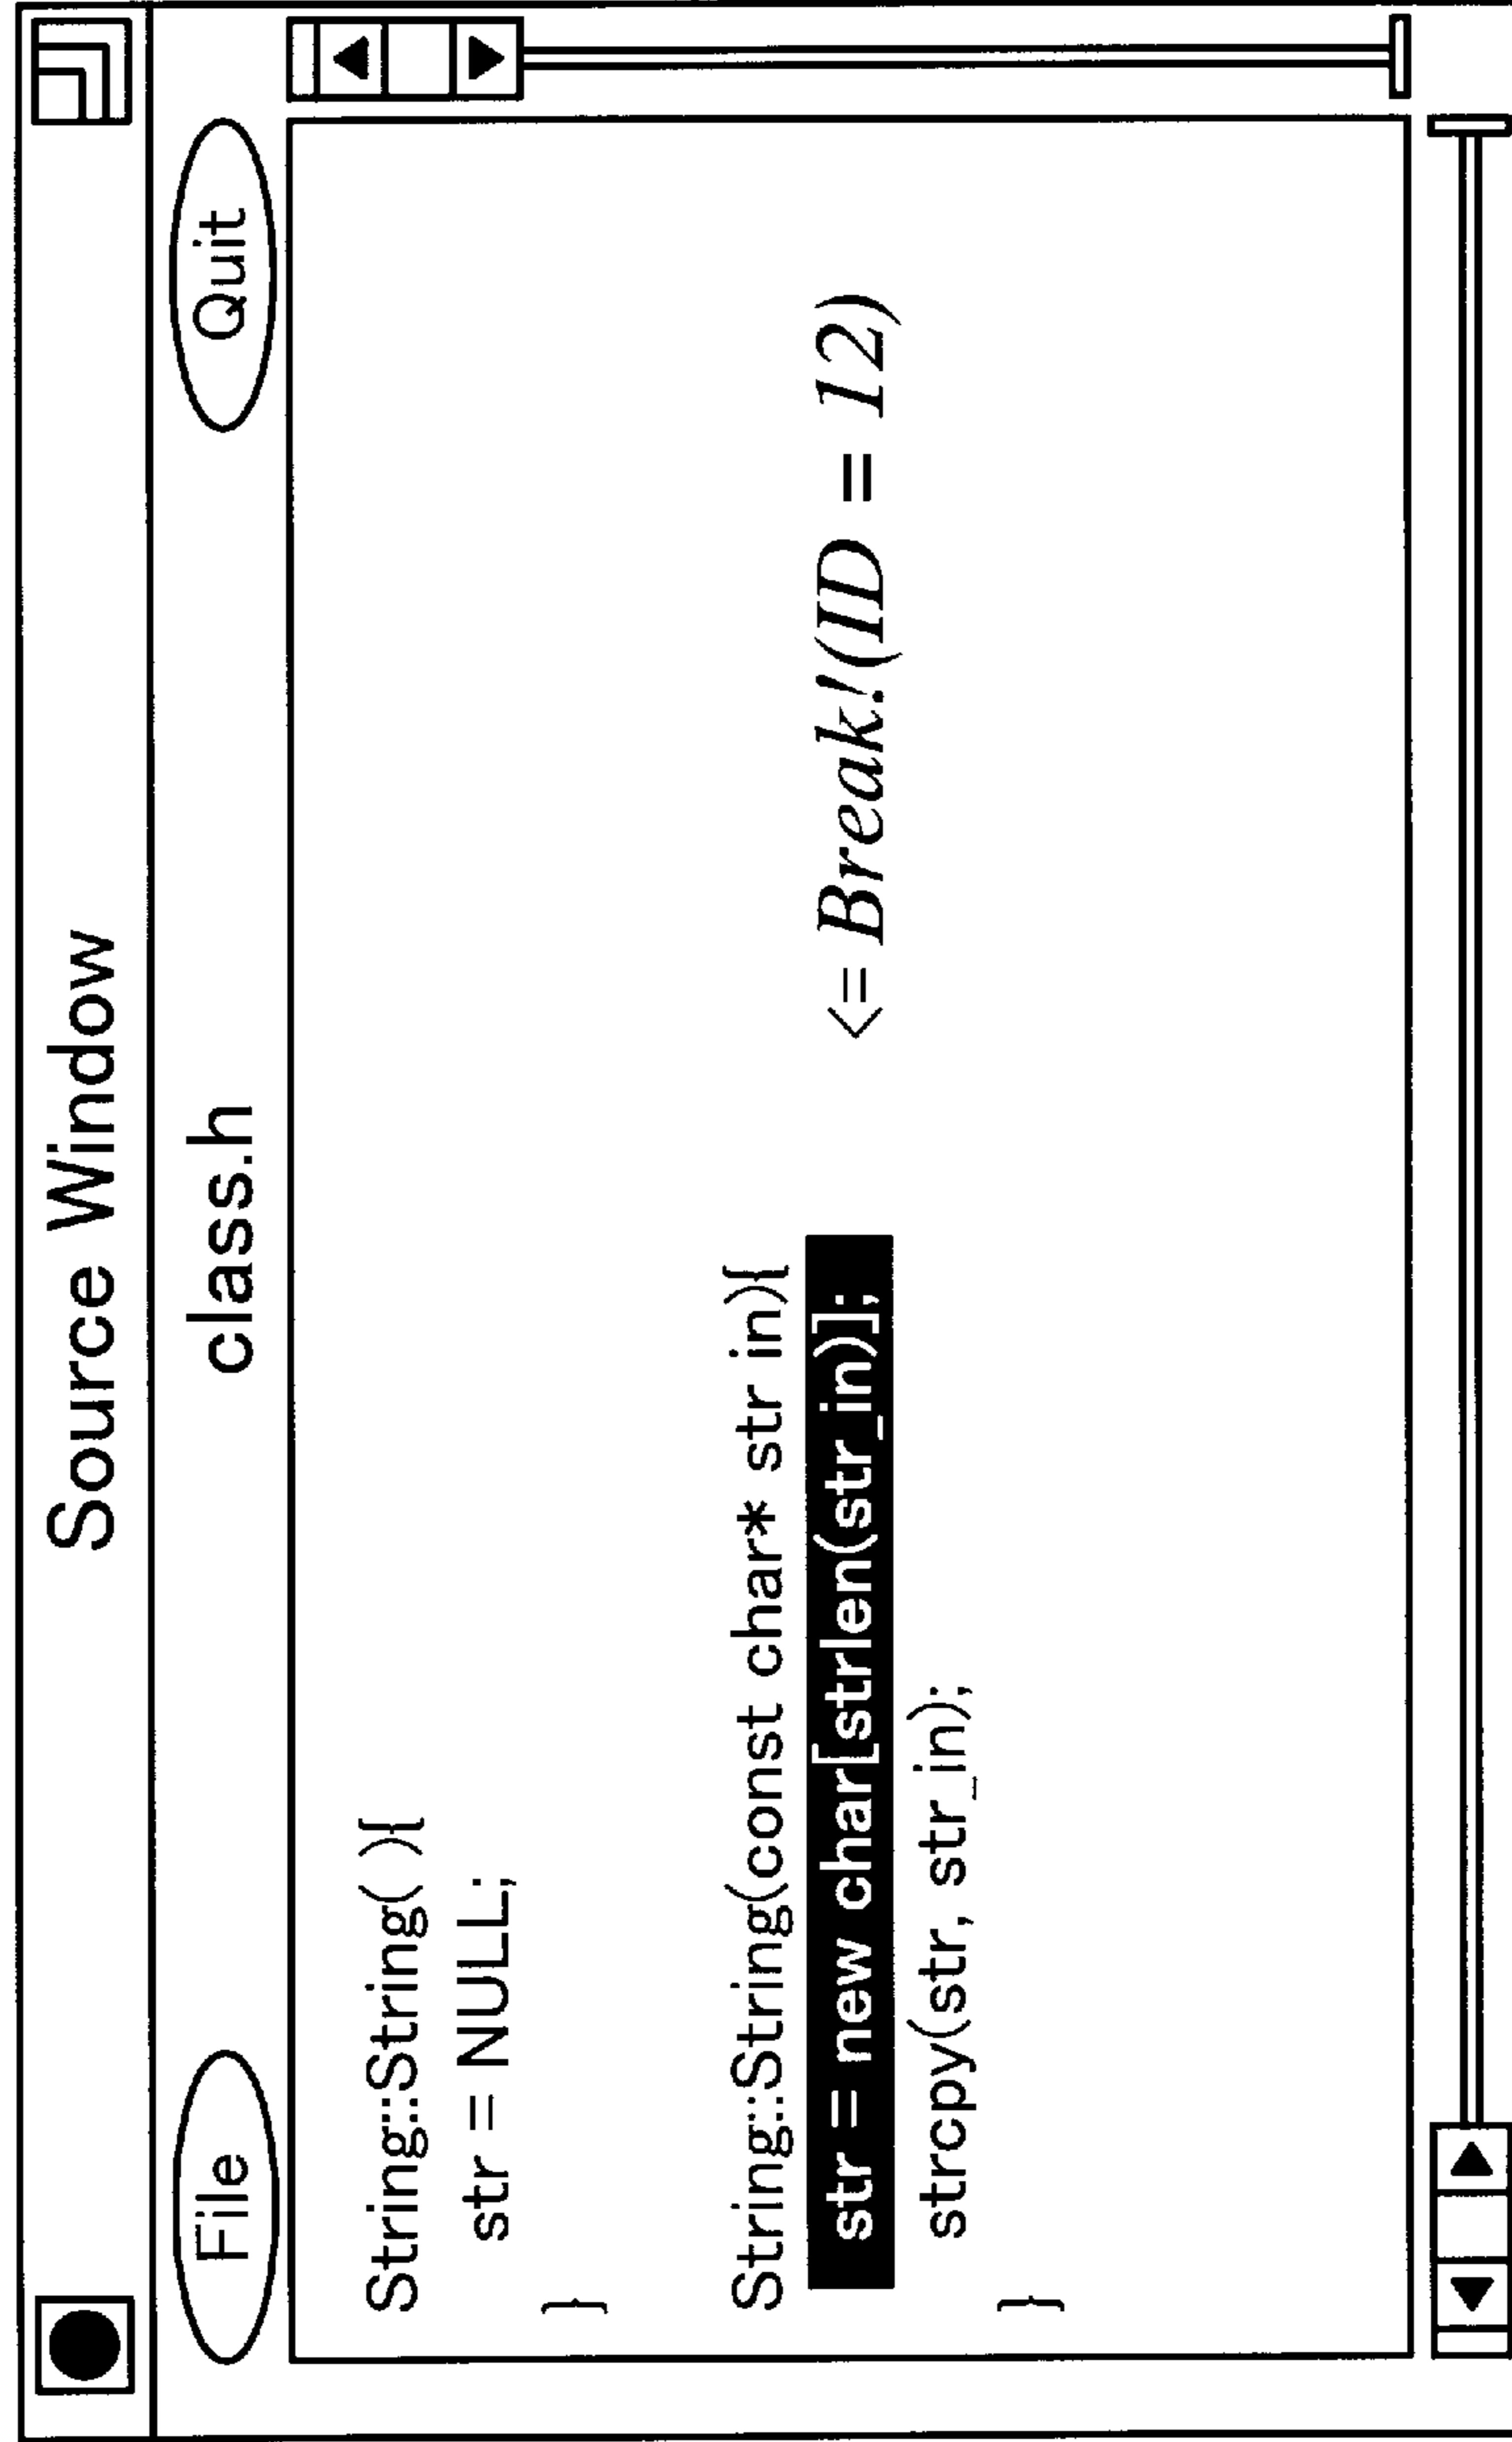 Source Window
File class.h Quit
String::String( ){
str = NULL;
}
String::String(const char* str in){
str = new char[strlen(str_in)]; <= Break!(ID = 12)
strcpy(str, str_in);
}